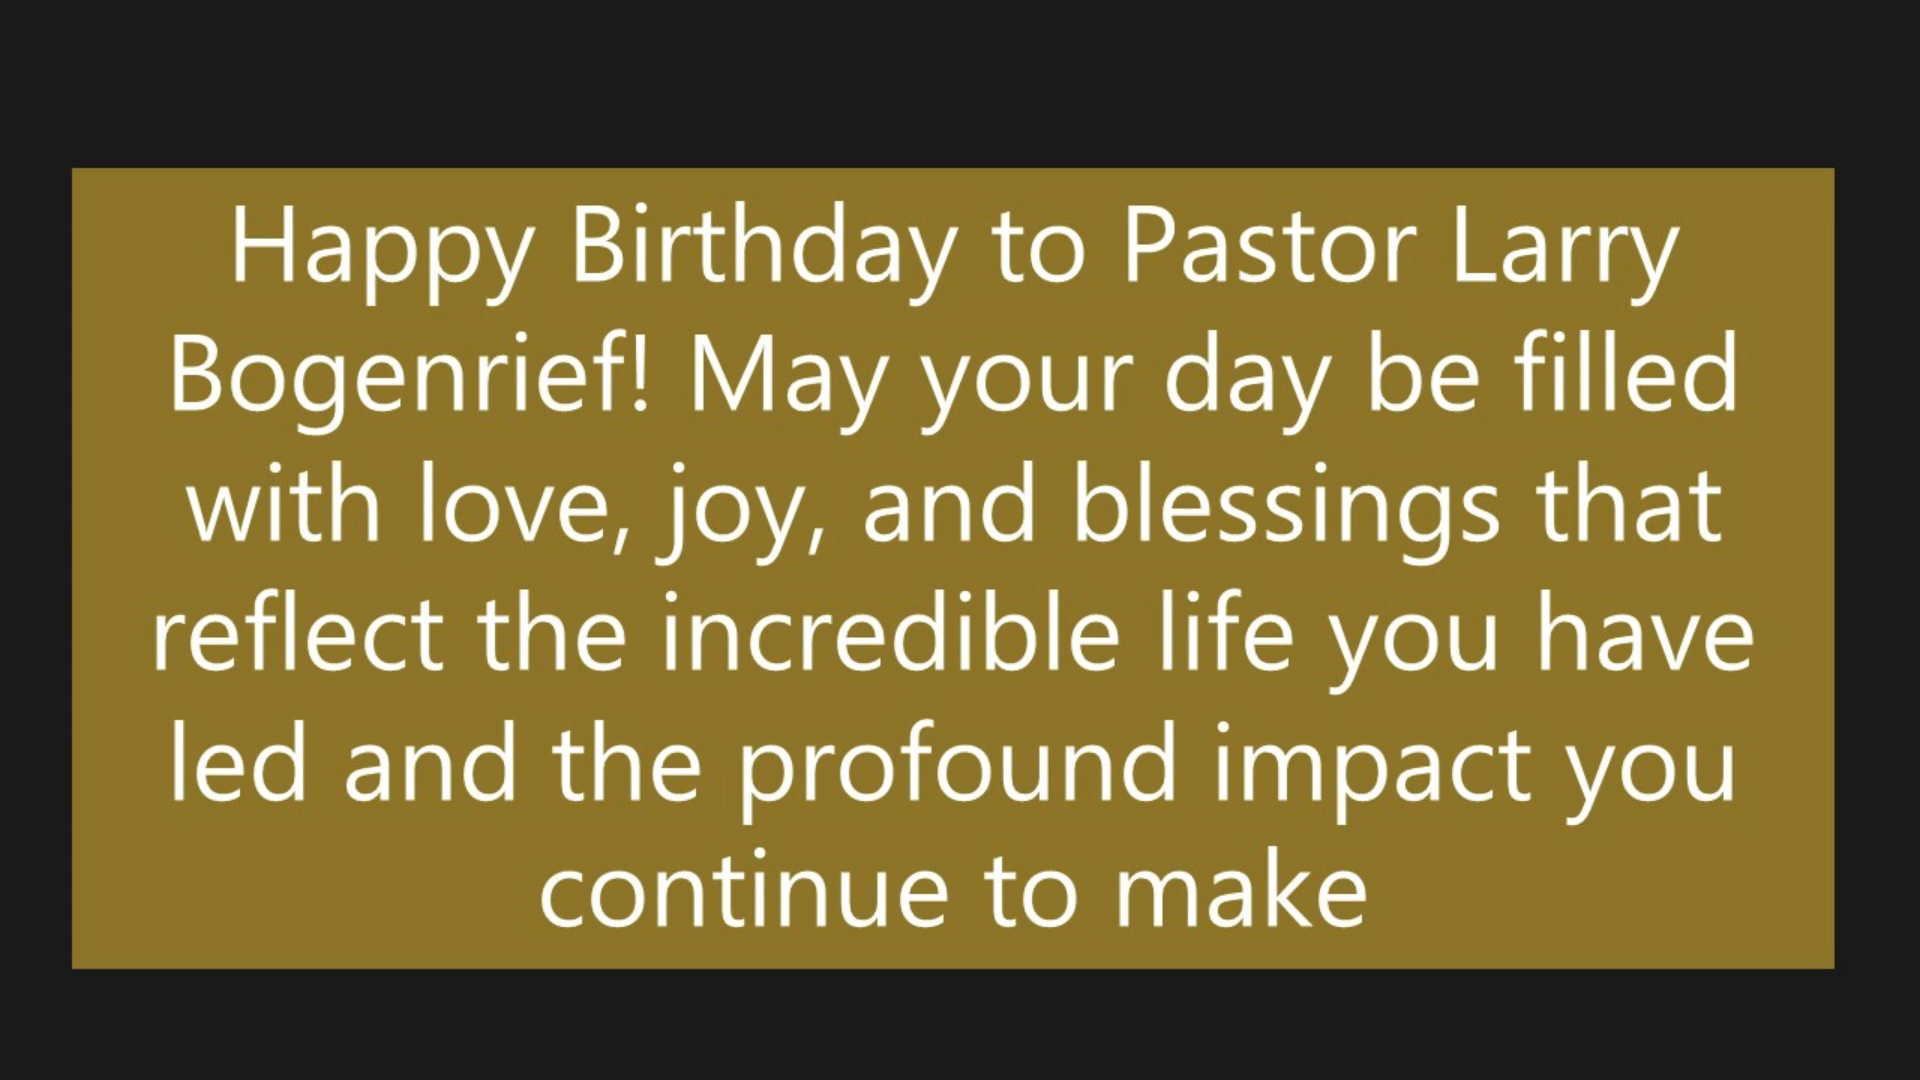 Happy Birthday to Pastor Larry
Bogenrief! May your day be filled
with love, joy, and blessings that
reflect the incredible life you have
led and the profound impact you
continue to make